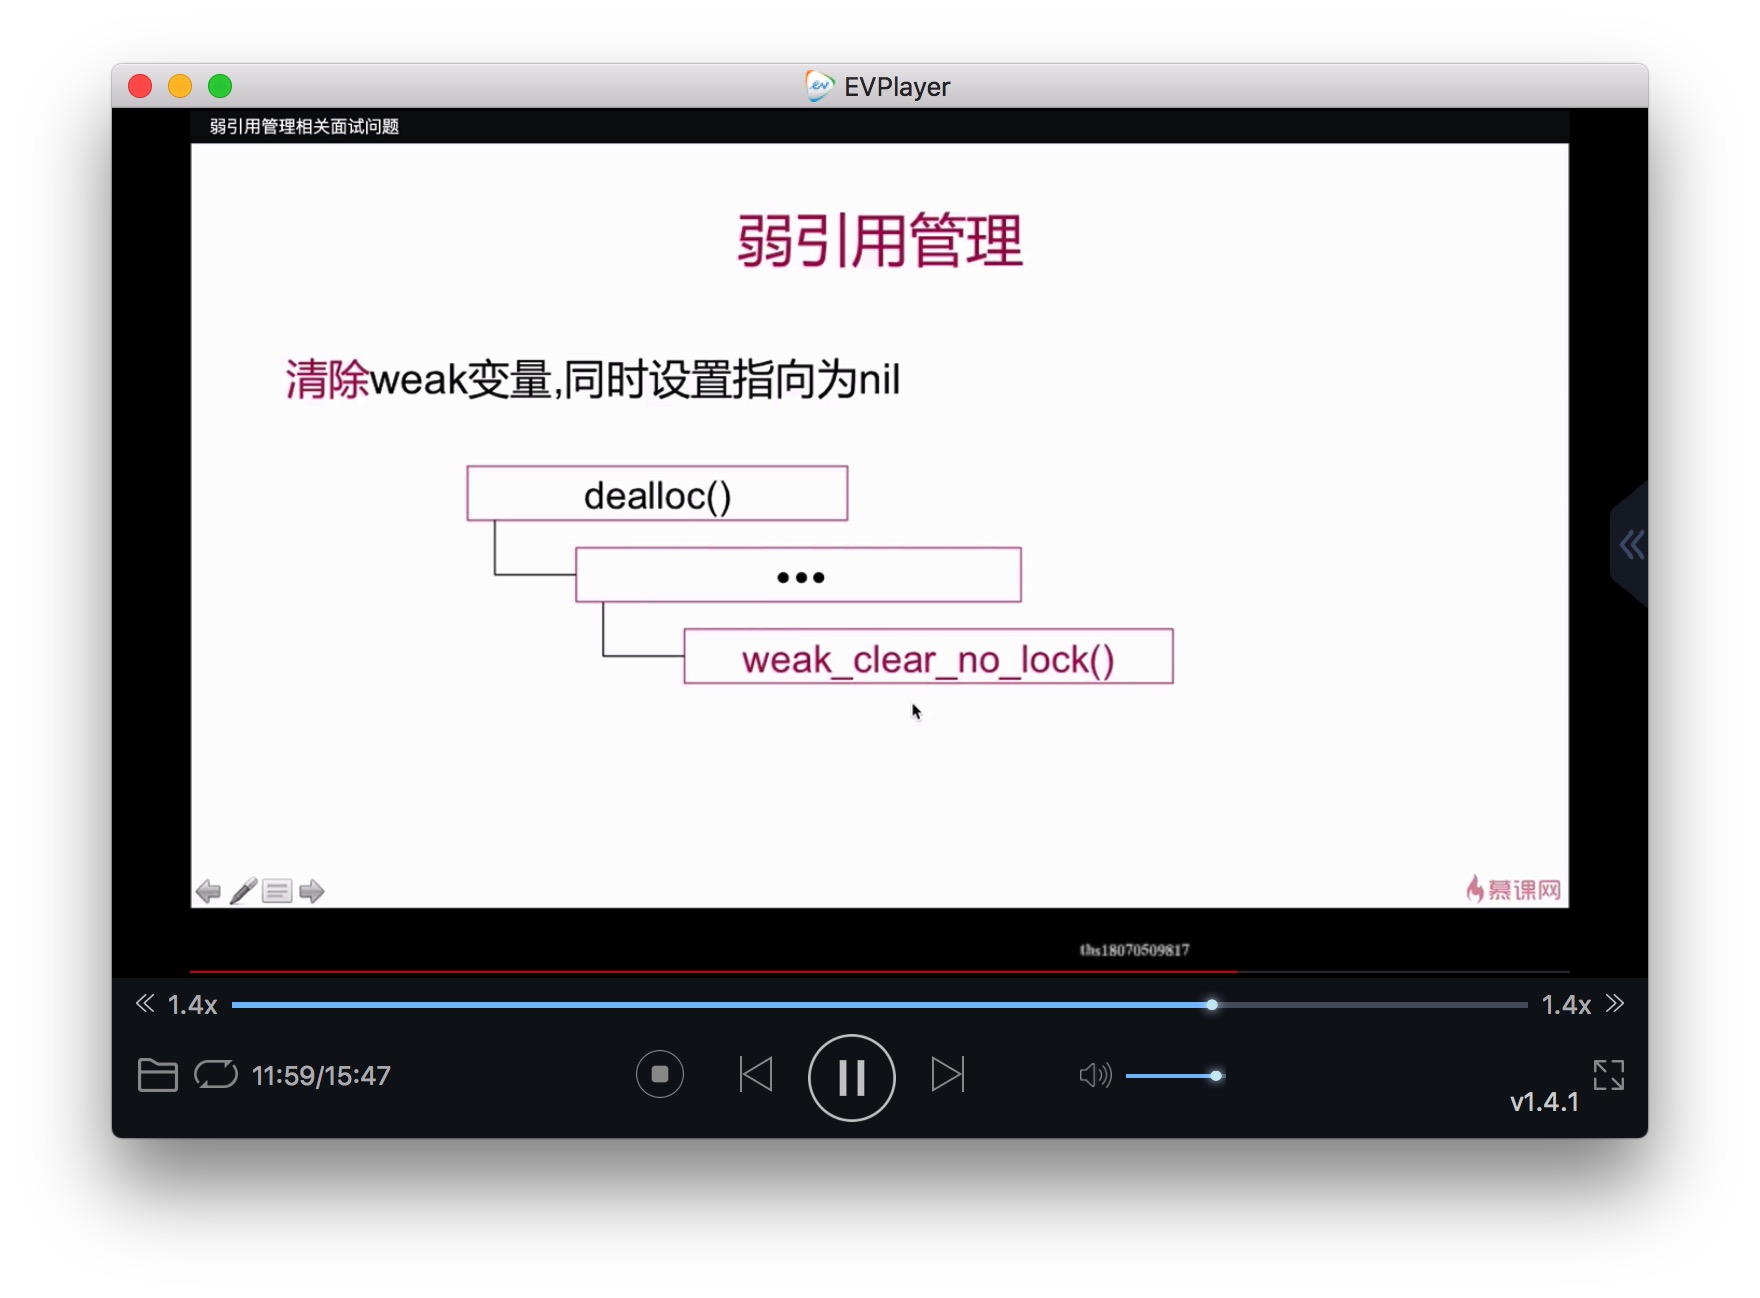 EVPlayer
弱引用管理相关面试问题
弱引用管理
清除weak变量,同时设置指向为nil
dealloc()
•••
weak_clear_no_lock()
慕课网
ths18070509817
1.4x
1.4x
11:59/15:47
v1.4.1